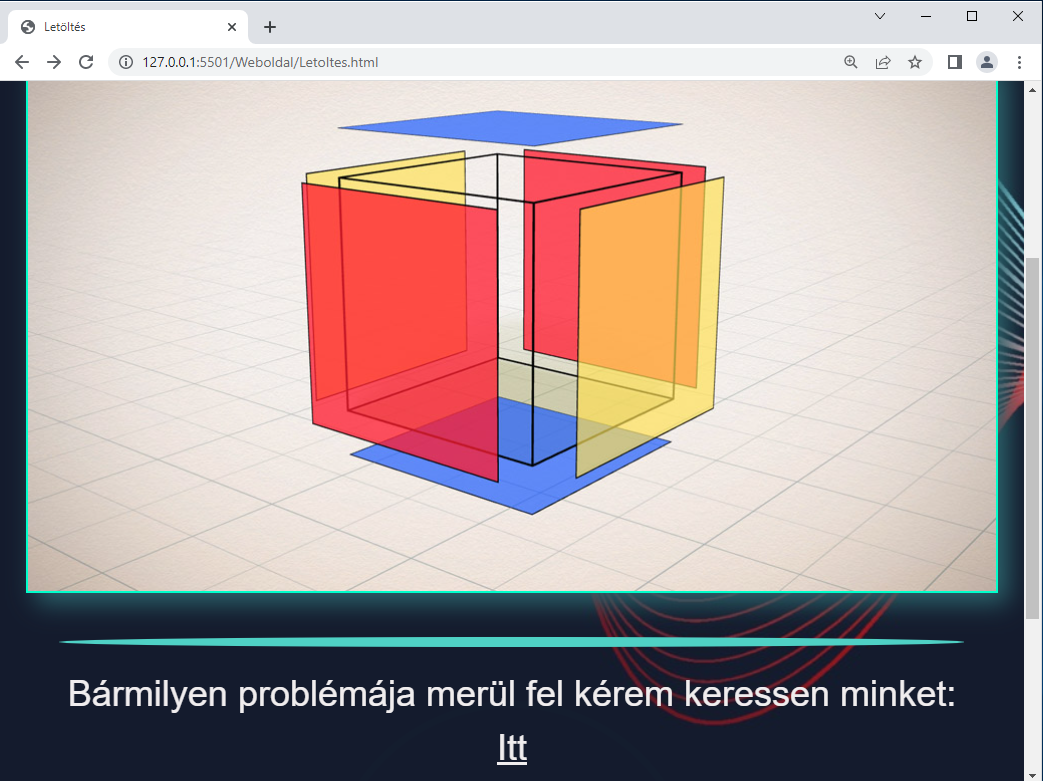 Letöltés
127.0.0.1:5501/Weboldal/Letoltes.html
Bármilyen problémája merül fel kérem keressen minket:
Itt